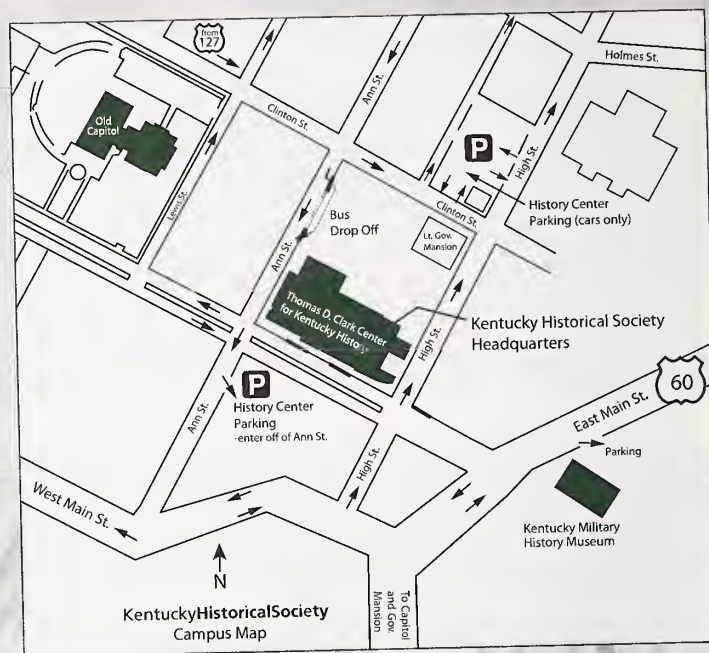 from
127
Ann St.
Holmes St.
Clinton St.
Old
Capitol
P
High St.
History Center
Parking (cars only)
Lewis St.
Bus
Drop Off
Clinton St.
Lt. Gov.
Mansion
Ann St.
Thomas D. Clark Center
for Kentucky History
Kentucky Historical Society
Headquarters
High St.
60
P
History Center
Parking
-enter off of Ann St.
Ann St.
East Main St.
Parking
High St.
West Main St.
Kentucky Military
History Museum
N
KentuckyHistoricalSociety
Campus Map
To Capitol
and Gov.
Mansion